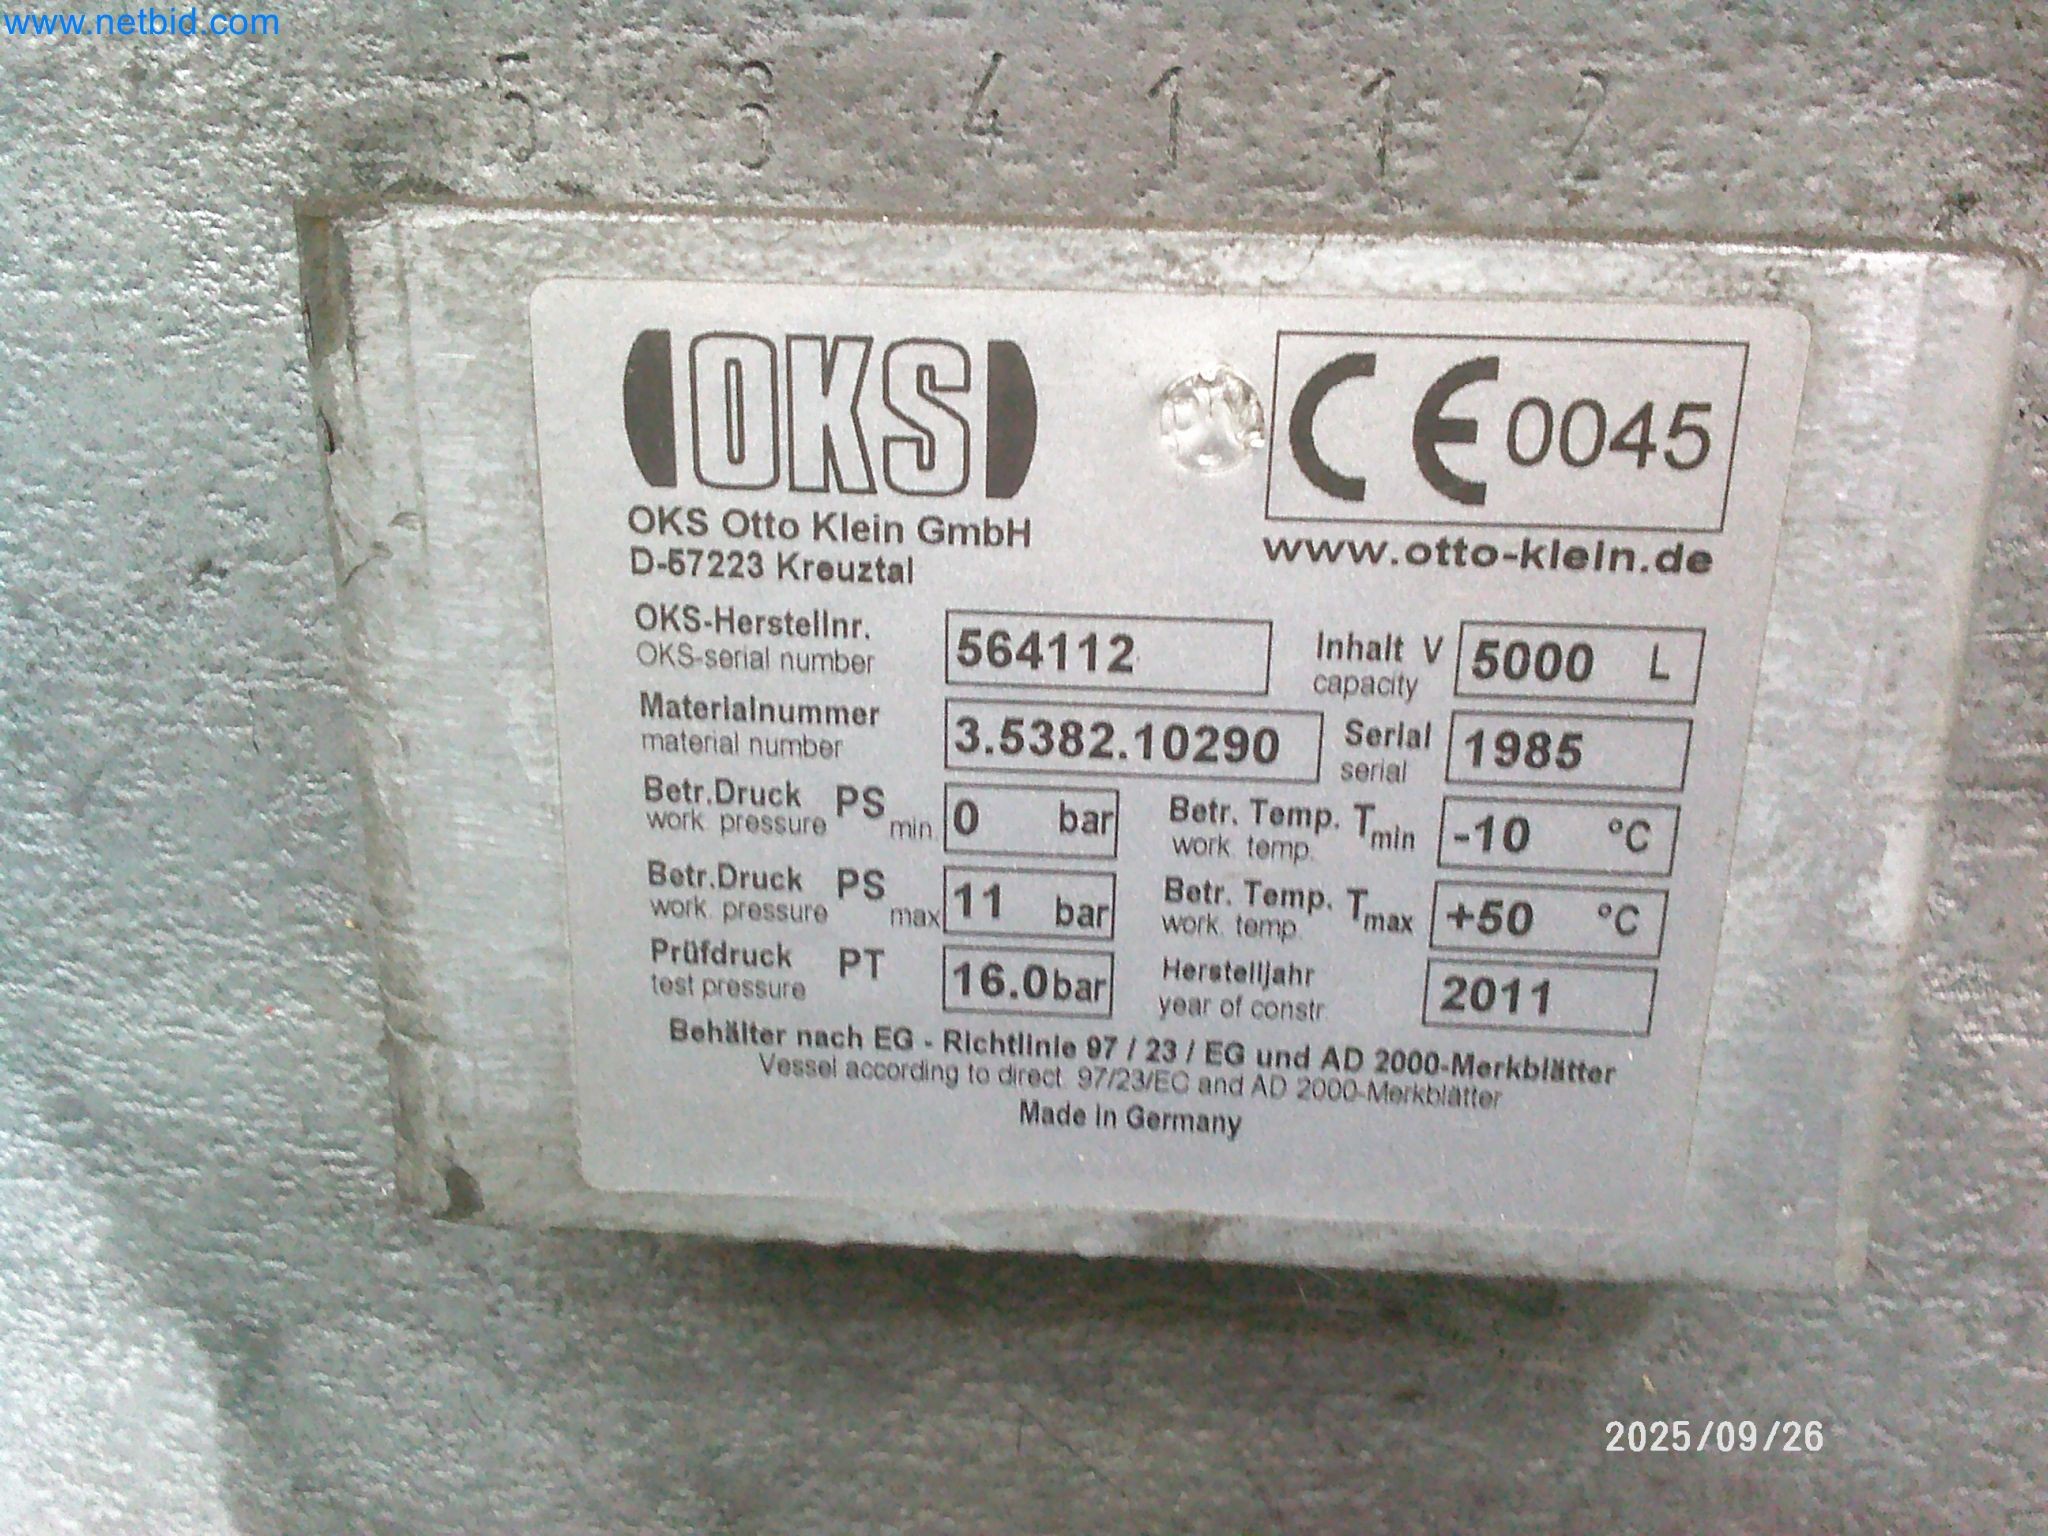 www.netbid.com
5 6 4 1 1 2
OKS
CE 0045
OKS Otto Klein GmbH
D-57223 Kreuztal
www.otto-klein.de
OKS-Herstellnr. 564112 Inhalt V 5000 L
OKS-serial number capacity
Materialnummer 3.5382.10290 Serial 1985
material number serial
Betr.Druck PS min. 0 bar Betr. Temp. Tmin -10 °C
work. pressure work. temp.
Betr.Druck PS max 11 bar Betr. Temp. Tmax +50 °C
work. pressure work. temp.
Prüfdruck PT 16.0bar Herstelljahr 2011
test pressure year of constr.
Behälter nach EG - Richtlinie 97 / 23 / EG und AD 2000-Merkblätter
Vessel according to direct. 97/23/EC and AD 2000-Merkblätter
Made in Germany
2025/09/26